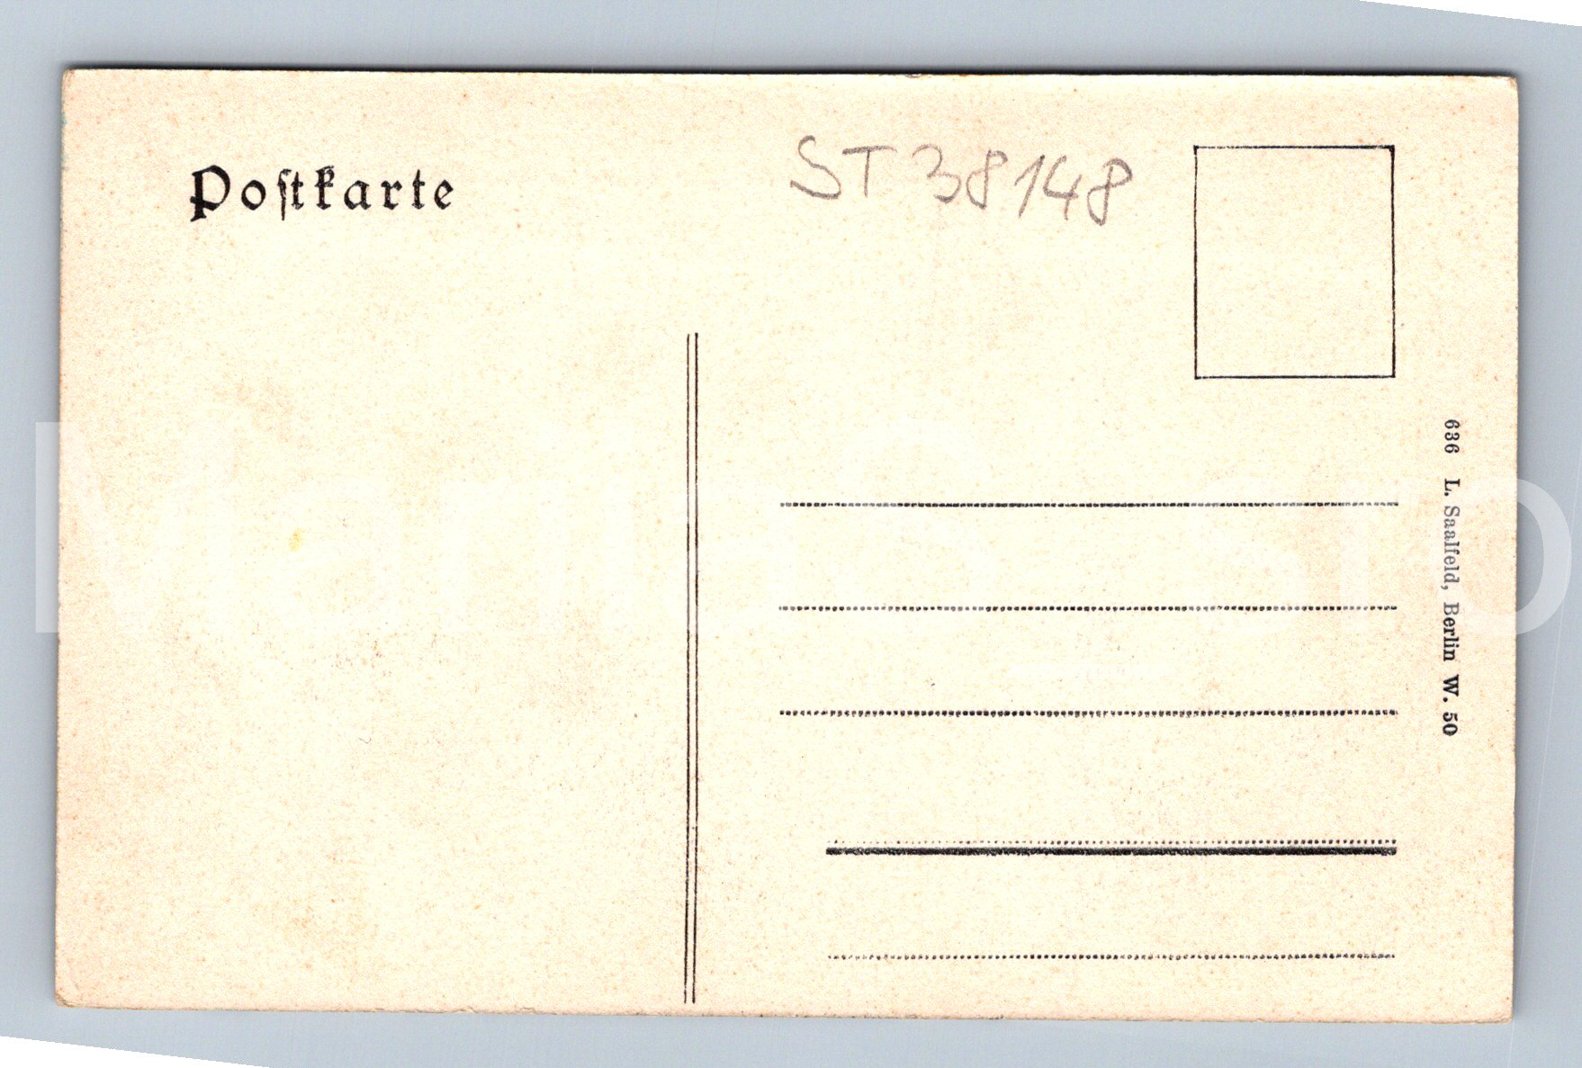 Poſtkarte
ST 38148
636 L. Saalfeld, Berlin W. 50